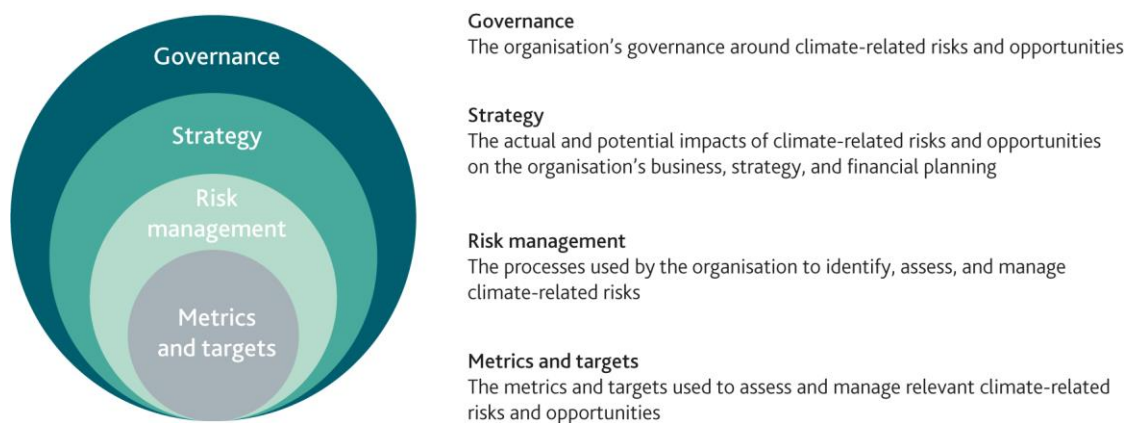 Governance
Strategy
Risk
management
Metrics
and targets
Governance
The organisation's governance around climate-related risks and opportunities
Strategy
The actual and potential impacts of climate-related risks and opportunities
on the organisation's business, strategy, and financial planning
Risk management
The processes used by the organisation to identify, assess, and manage
climate-related risks
Metrics and targets
The metrics and targets used to assess and manage relevant climate-related
risks and opportunities